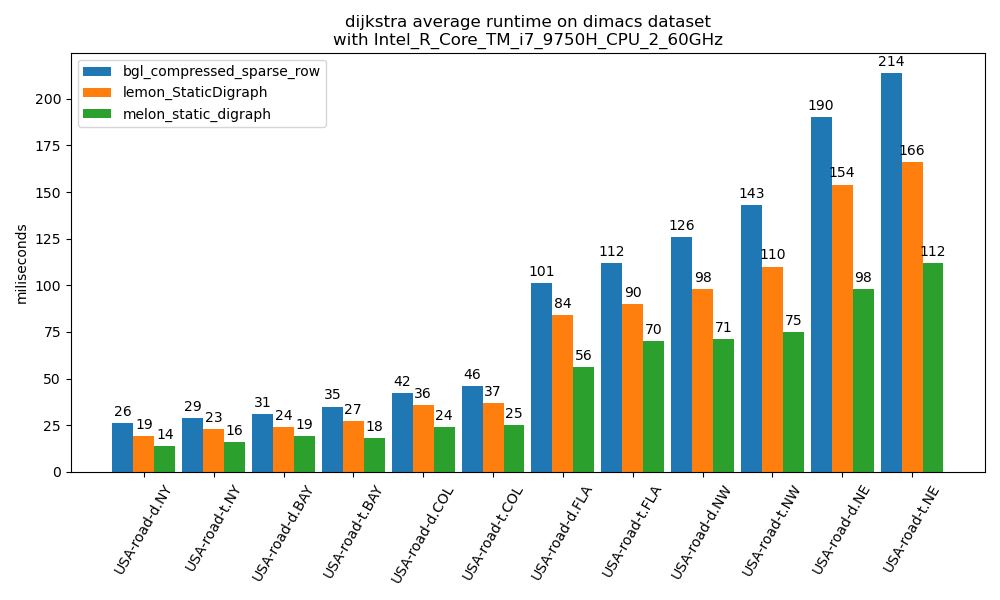 dijkstra average runtime on dimacs dataset
with Intel_R_Core_TM_i7_9750H_CPU_2_60GHz
bgl_compressed_sparse_row
lemon_StaticDigraph
melon_static_digraph
miliseconds
200
175
150
125
100
75
50
25
0
26 19 14
29 23 16
31 24 19
35 27 18
42 36 24
46 37 25
101 84 56
112 90 70
126 98 71
143 110 75
190 154 98
214 166 112
USA-road-d.NY
USA-road-t.NY
USA-road-d.BAY
USA-road-t.BAY
USA-road-d.COL
USA-road-t.COL
USA-road-d.FLA
USA-road-t.FLA
USA-road-d.NW
USA-road-t.NW
USA-road-d.NE
USA-road-t.NE